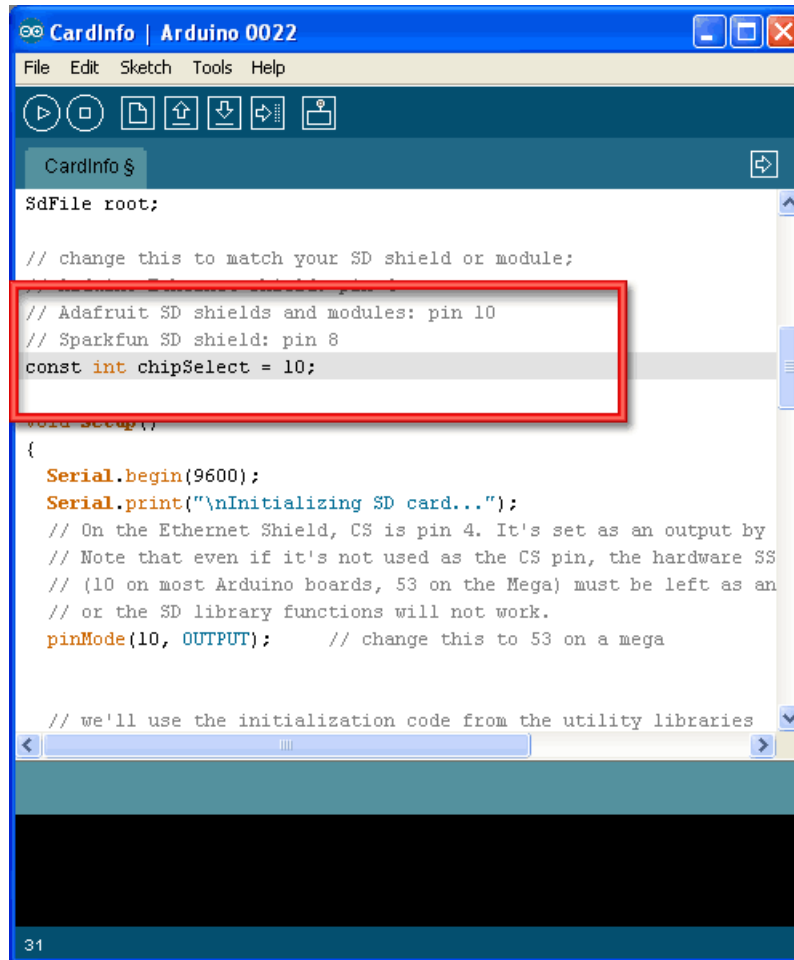 CardInfo | Arduino 0022
File Edit Sketch Tools Help
CardInfo §
SdFile root;
// change this to match your SD shield or module;
// Adafruit SD shields and modules: pin 10
// Sparkfun SD shield: pin 8
const int chipSelect = 10;
void setup()
{
Serial.begin(9600);
Serial.print("\nInitializing SD card...");
// On the Ethernet Shield, CS is pin 4. It's set as an output by
// Note that even if it's not used as the CS pin, the hardware SS
// (10 on most Arduino boards, 53 on the Mega) must be left as an
// or the SD library functions will not work.
pinMode(10, OUTPUT); // change this to 53 on a mega
// we'll use the initialization code from the utility libraries
31